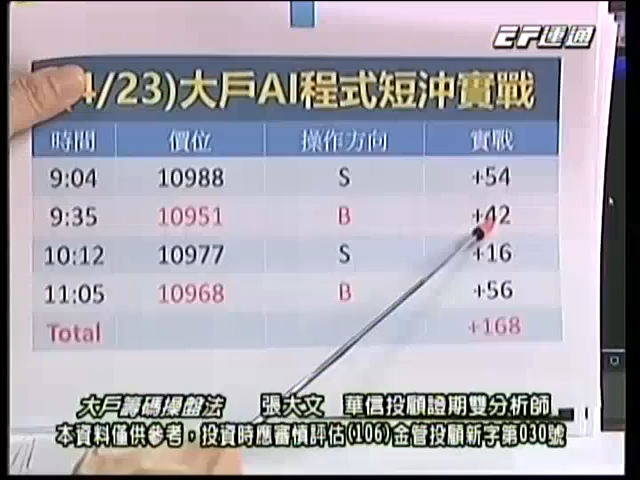 EF運通
4/23)大戶AI程式短沖實戰
時間 價位 操作方向 實戰
9:04 10988 S +54
9:35 10951 B +42
10:12 10977 S +16
11:05 10968 B +56
Total +168
大戶籌碼操盤法 張大文 華信投顧證期雙分析師
本資料僅供參考，投資時應審慎評估(106)金管投顧新字第030號